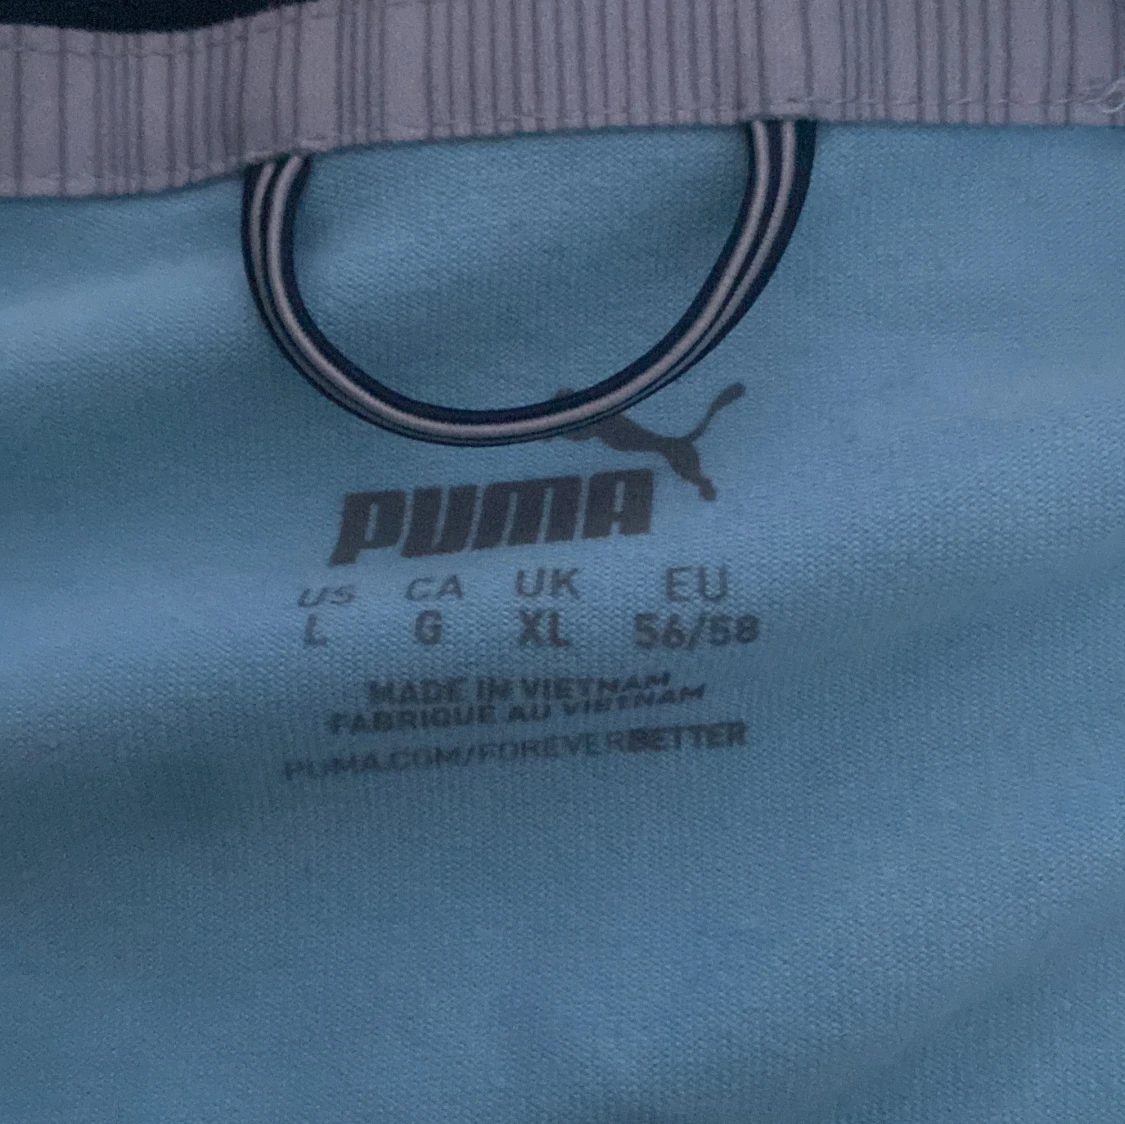 PUMA
US CA UK EU
L G XL 56/58
MADE IN VIETNAM
FABRIQUE AU VIETNAM
PUMA.COM/FOREVERBETTER